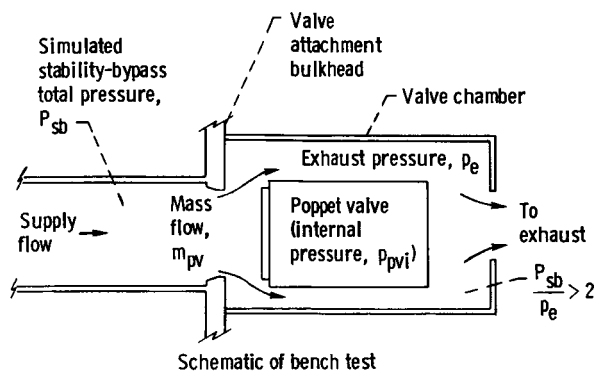 Simulated
stability-bypass
total pressure,
P_sb
Valve
attachment
bulkhead
Valve chamber
Exhaust pressure, p_e
Supply
flow
Mass
flow,
m_pv
Poppet valve
(internal
pressure, p_pvi)
To
exhaust
P_sb
p_e > 2
Schematic of bench test